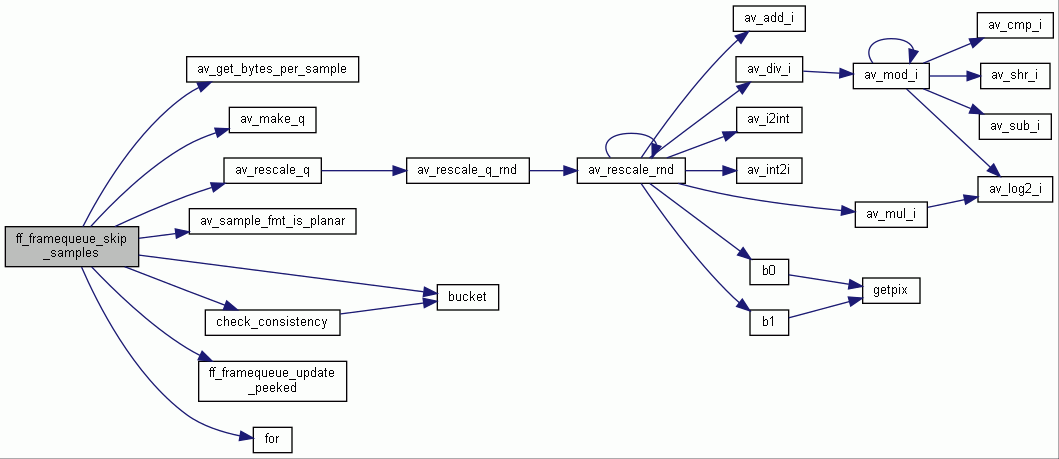 av_add_i
av_cmp_i
av_get_bytes_per_sample
av_div_i
av_mod_i
av_shr_i
av_make_q
av_i2int
av_sub_i
av_rescale_q
av_rescale_q_rnd
av_rescale_rnd
av_int2i
av_log2_i
av_sample_fmt_is_planar
av_mul_i
ff_framequeue_skip
_samples
b0
getpix
bucket
check_consistency
b1
ff_framequeue_update
_peeked
for